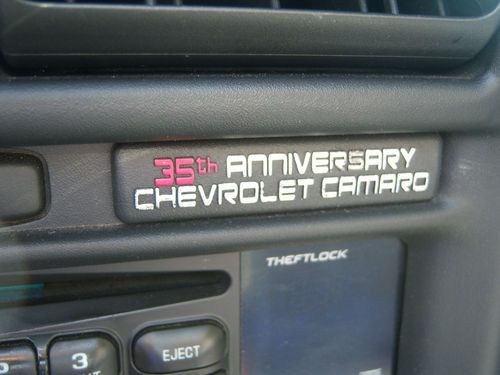 35th ANNIVERSARY
CHEVROLET CAMARO
THEFTLOCK
3
EJECT